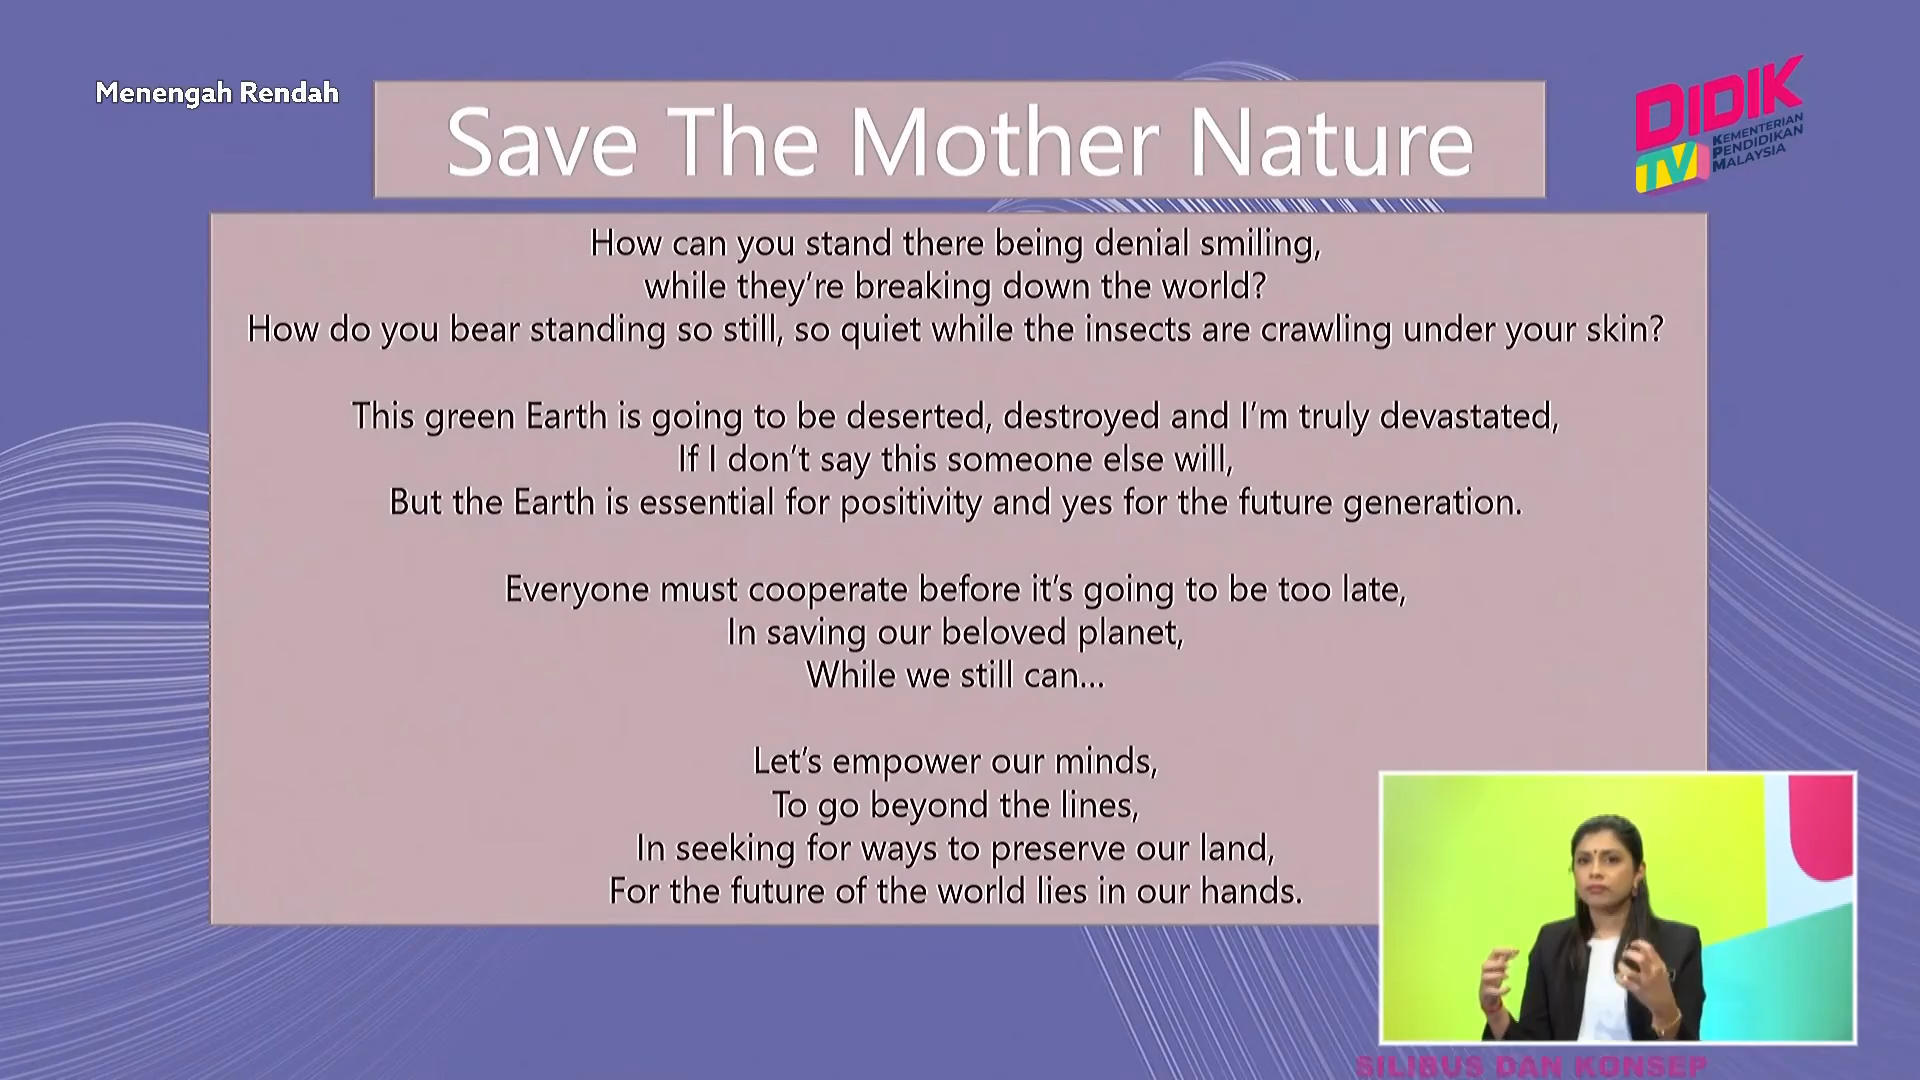 Menengah Rendah
Save The Mother Nature
DIDIK
TV
KEMENTERIAN
PENDIDIKAN
MALAYSIA
How can you stand there being denial smiling,
while they're breaking down the world?
How do you bear standing so still, so quiet while the insects are crawling under your skin?
This green Earth is going to be deserted, destroyed and I'm truly devastated,
If I don't say this someone else will,
But the Earth is essential for positivity and yes for the future generation.
Everyone must cooperate before it's going to be too late,
In saving our beloved planet,
While we still can...
Let's empower our minds,
To go beyond the lines,
In seeking for ways to preserve our land,
For the future of the world lies in our hands.
SILIBUS DAN KONSEP